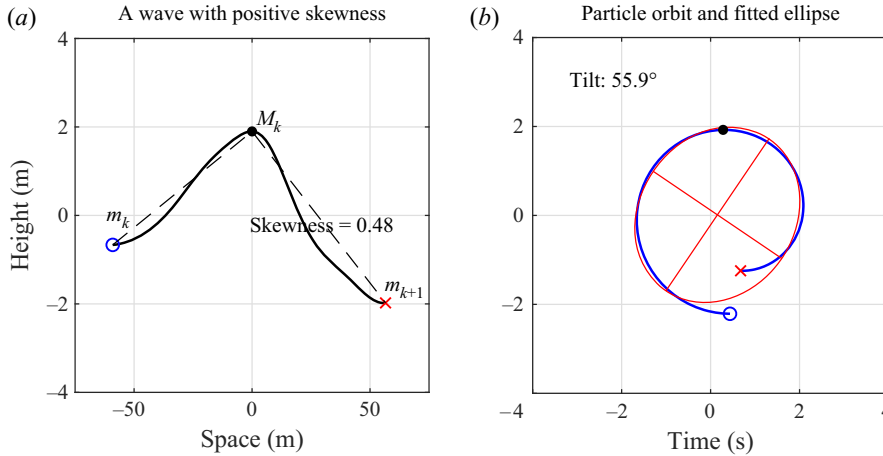 (a)
A wave with positive skewness
4
2
0
−2
−4
Height (m)
m_k
M_k
Skewness = 0.48
m_{k+1}
−50
0
50
Space (m)
(b)
Particle orbit and fitted ellipse
4
2
0
−2
−4
Tilt: 55.9°
−4
−2
0
2
4
Time (s)